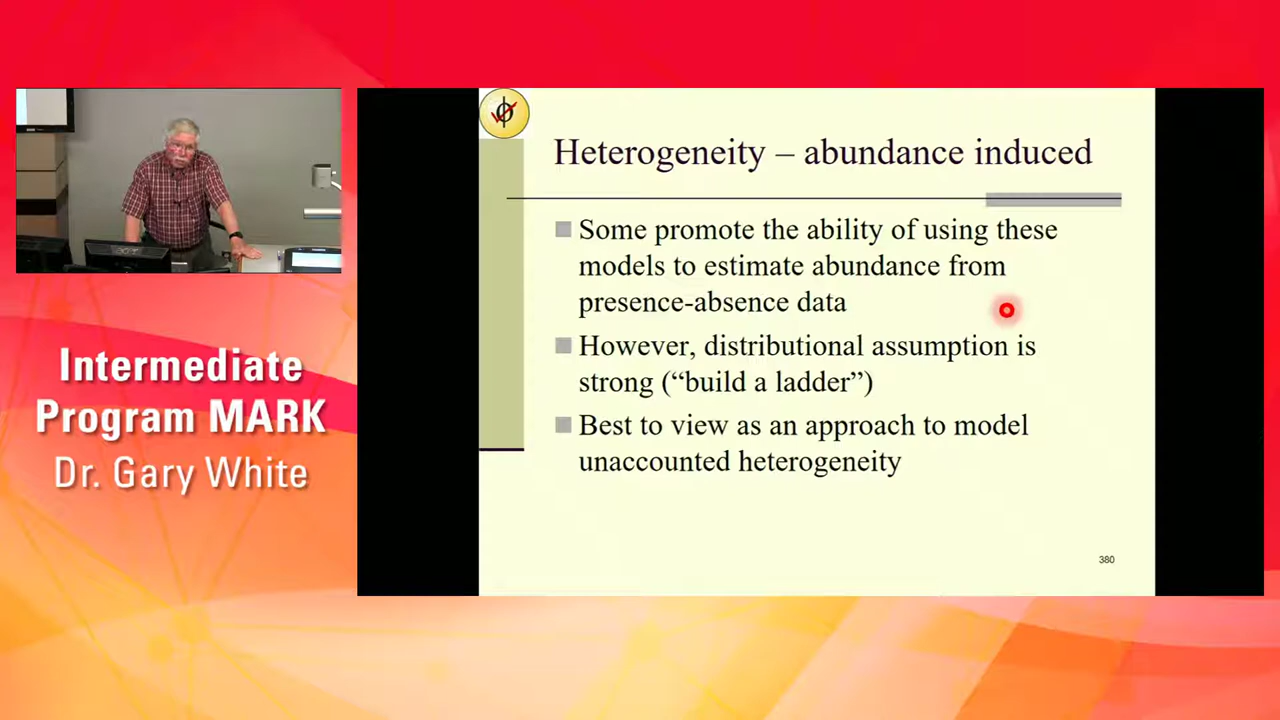 Heterogeneity – abundance induced
Some promote the ability of using these
models to estimate abundance from
presence-absence data
However, distributional assumption is
strong (“build a ladder”)
Best to view as an approach to model
unaccounted heterogeneity
380
Intermediate
Program MARK
Dr. Gary White